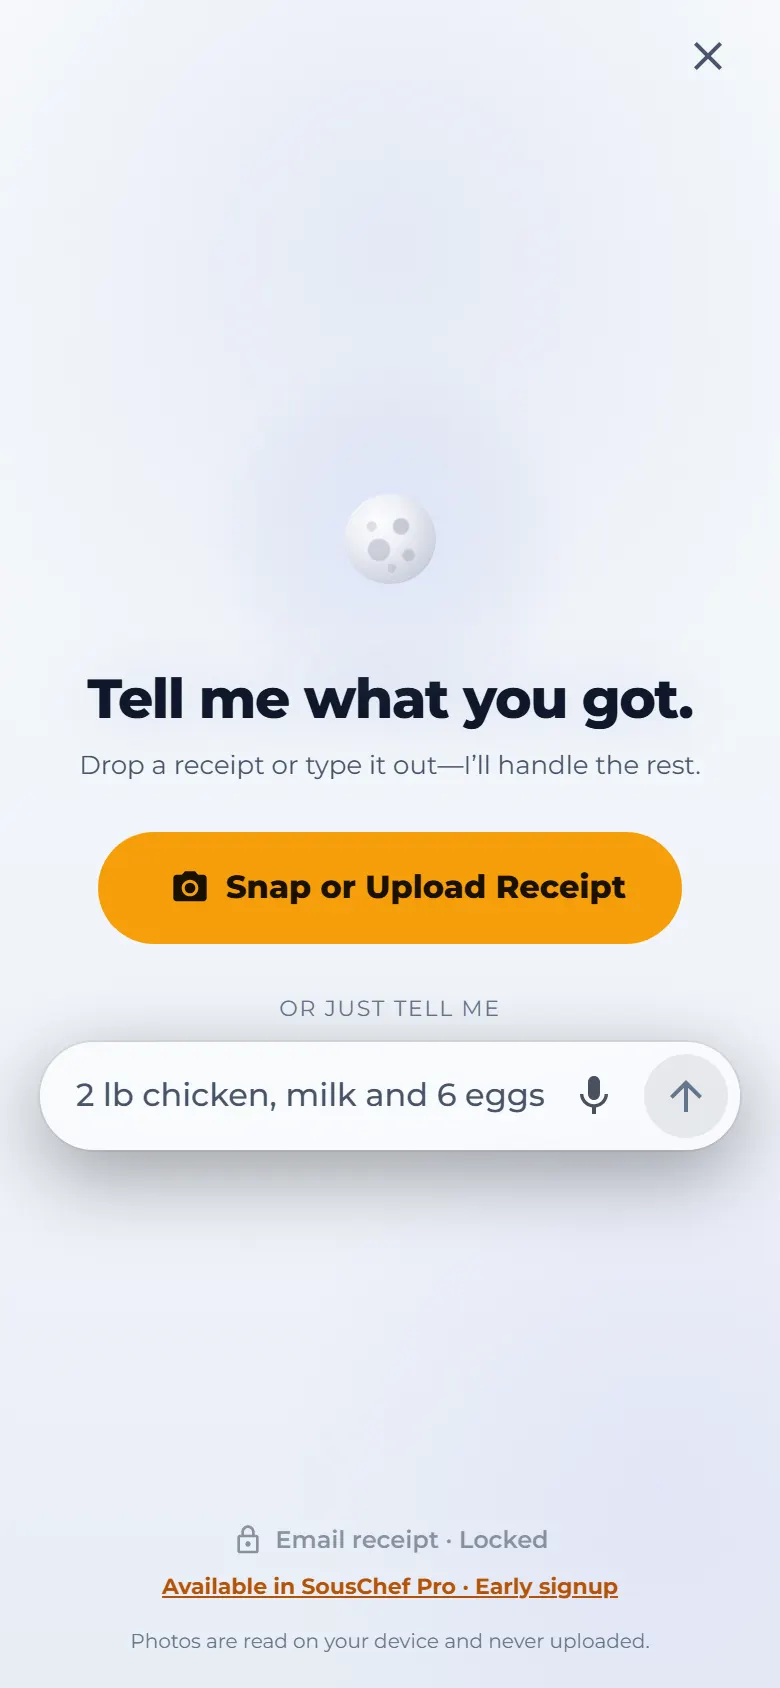 Tell me what you got.
Drop a receipt or type it out—I’ll handle the rest.
Snap or Upload Receipt
OR JUST TELL ME
2 lb chicken, milk and 6 eggs
Email receipt · Locked
Available in SousChef Pro · Early signup
Photos are read on your device and never uploaded.